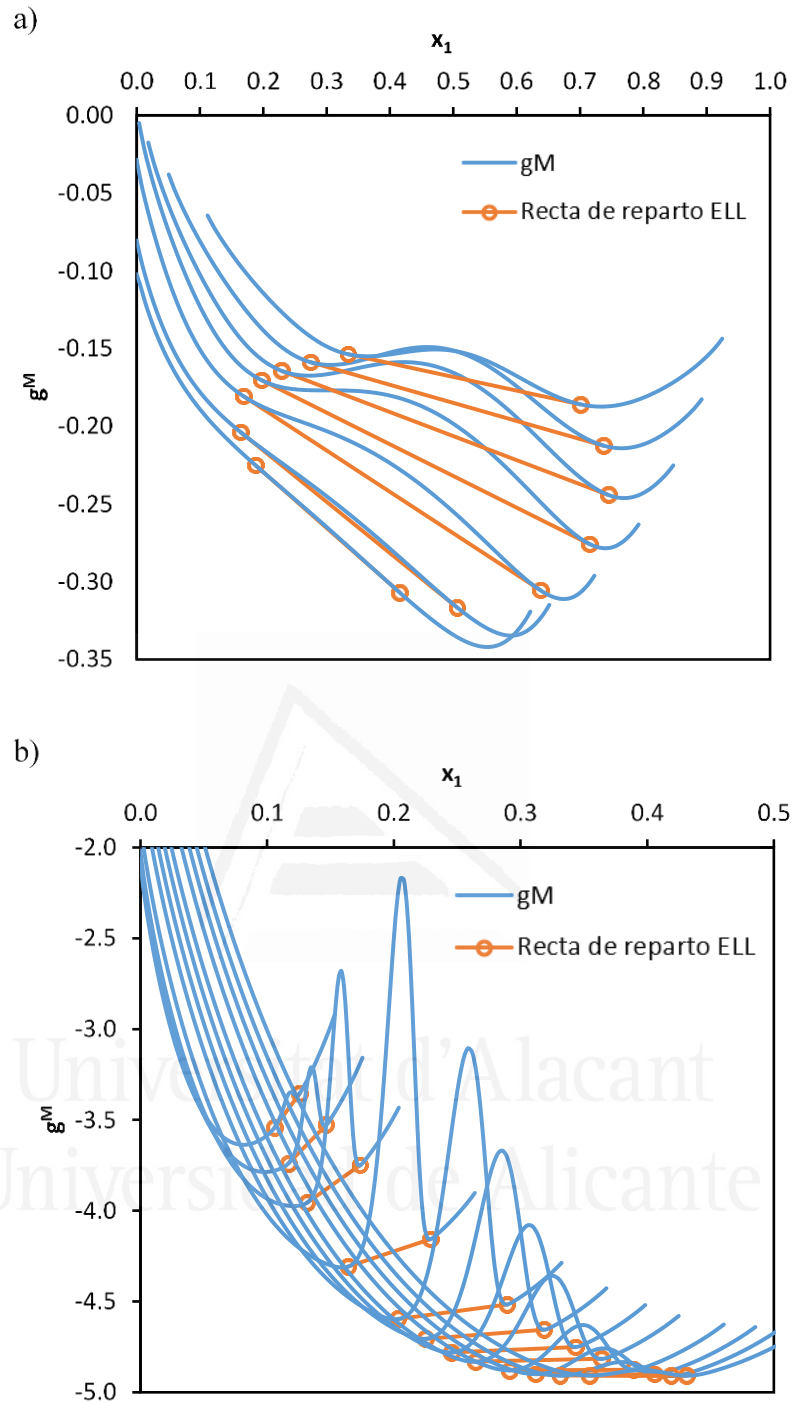 a)
x1
0.0 0.1 0.2 0.3 0.4 0.5 0.6 0.7 0.8 0.9 1.0
0.00
-0.05
-0.10
-0.15
-0.20
-0.25
-0.30
-0.35
gM
gM
Recta de reparto ELL
b)
x1
0.0 0.1 0.2 0.3 0.4 0.5
-2.0
-2.5
-3.0
-3.5
-4.0
-4.5
-5.0
gM
gM
Recta de reparto ELL
Universitat d'Alacant
Universidad de Alicante